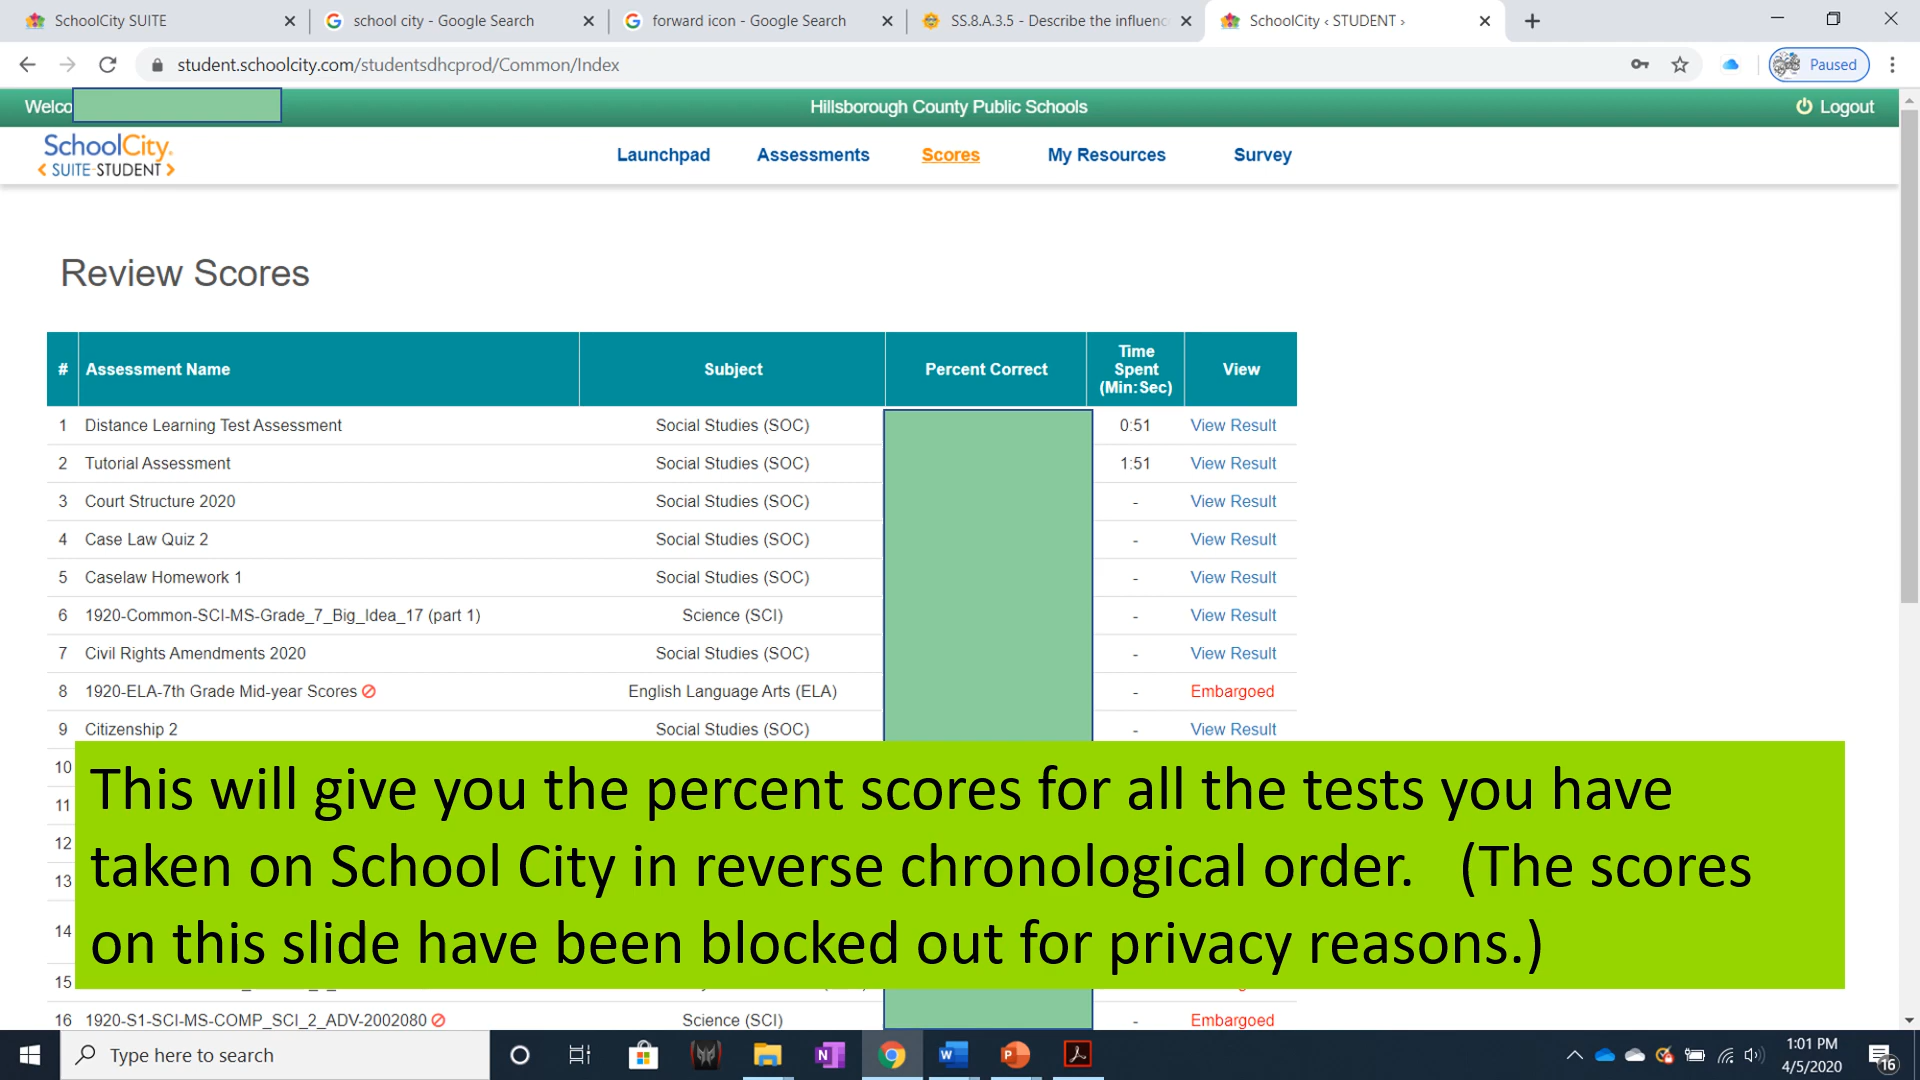 SchoolCity SUITE
school city - Google Search
forward icon - Google Search
SS.8.A.3.5 - Describe the influenc
SchoolCity ‹ STUDENT ›
student.schoolcity.com/studentsdhcprod/Common/Index
Paused
Welco
Hillsborough County Public Schools
Logout
SchoolCity
SUITE-STUDENT
Launchpad Assessments Scores My Resources Survey
Review Scores
# Assessment Name Subject Percent Correct Time Spent (Min:Sec) View
1 Distance Learning Test Assessment Social Studies (SOC) 0:51 View Result
2 Tutorial Assessment Social Studies (SOC) 1:51 View Result
3 Court Structure 2020 Social Studies (SOC) - View Result
4 Case Law Quiz 2 Social Studies (SOC) - View Result
5 Caselaw Homework 1 Social Studies (SOC) - View Result
6 1920-Common-SCI-MS-Grade_7_Big_Idea_17 (part 1) Science (SCI) - View Result
7 Civil Rights Amendments 2020 Social Studies (SOC) - View Result
8 1920-ELA-7th Grade Mid-year Scores English Language Arts (ELA) - Embargoed
9 Citizenship 2 Social Studies (SOC) - View Result
10
11
12
13
14
15
This will give you the percent scores for all the tests you have
taken on School City in reverse chronological order. (The scores
on this slide have been blocked out for privacy reasons.)
16 1920-S1-SCI-MS-COMP_SCI_2_ADV-2002080 Science (SCI) - Embargoed
Type here to search
1:01 PM
4/5/2020
16